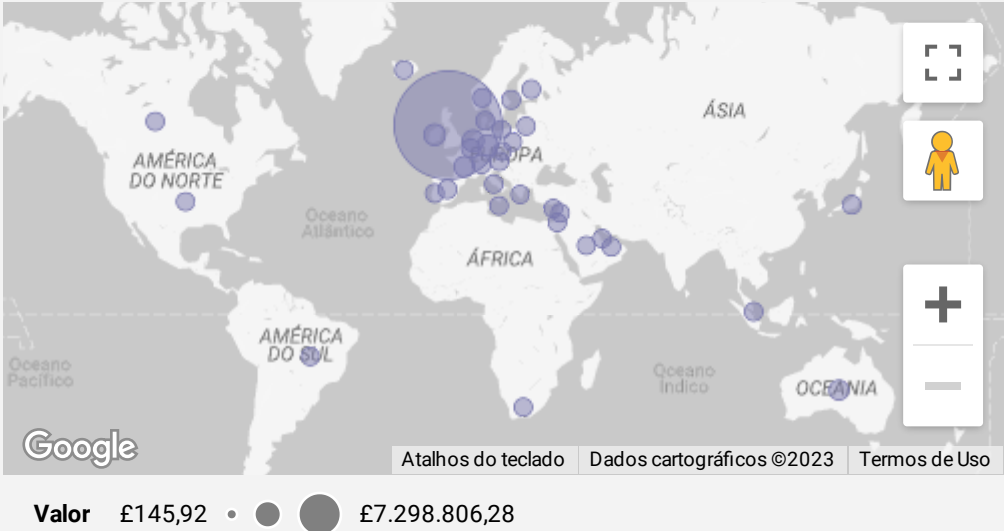 ÁSIA
EUROPA
AMÉRICA
DO NORTE
Oceano
Atlântico
ÁFRICA
AMÉRICA
DO SUL
Oceano
Pacífico
Oceano
Índico
OCEANIA
Google
Atalhos do teclado
Dados cartográficos ©2023
Termos de Uso
Valor £145,92 £7.298.806,28